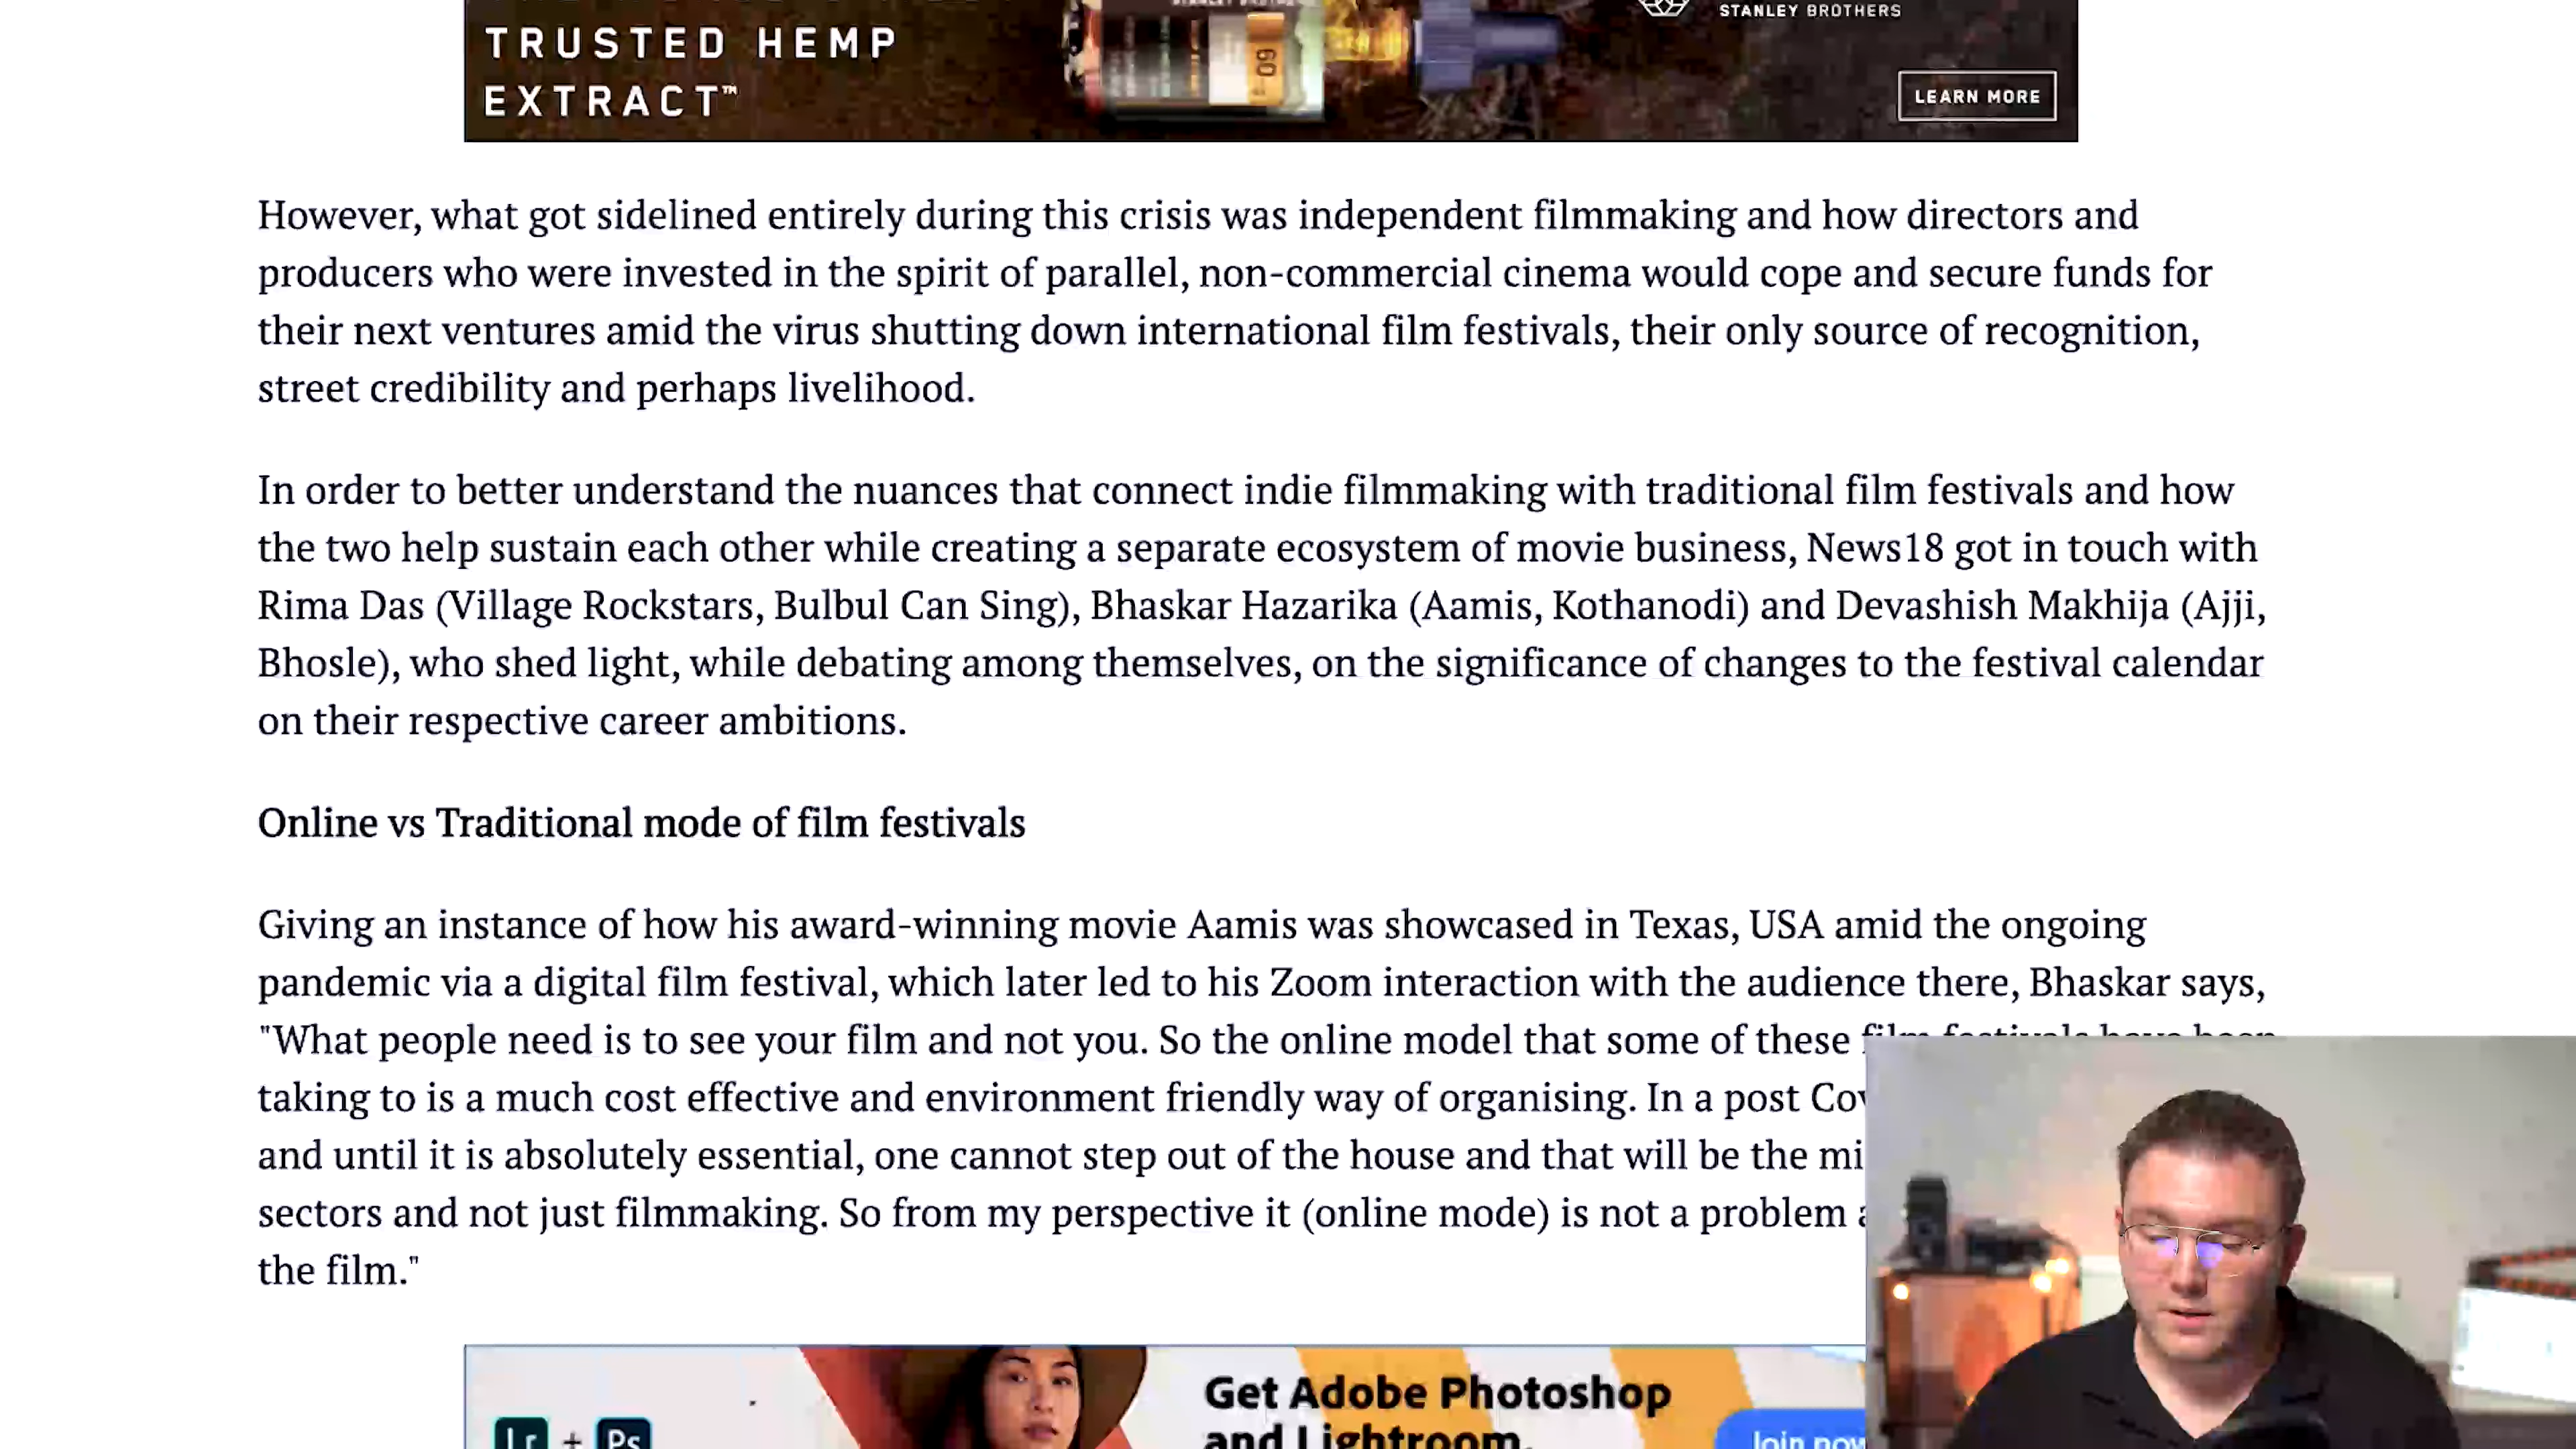 TRUSTED HEMP
EXTRACT™
STANLEY BROTHERS
LEARN MORE
However, what got sidelined entirely during this crisis was independent filmmaking and how directors and
producers who were invested in the spirit of parallel, non-commercial cinema would cope and secure funds for
their next ventures amid the virus shutting down international film festivals, their only source of recognition,
street credibility and perhaps livelihood.
In order to better understand the nuances that connect indie filmmaking with traditional film festivals and how
the two help sustain each other while creating a separate ecosystem of movie business, News18 got in touch with
Rima Das (Village Rockstars, Bulbul Can Sing), Bhaskar Hazarika (Aamis, Kothanodi) and Devashish Makhija (Ajji,
Bhosle), who shed light, while debating among themselves, on the significance of changes to the festival calendar
on their respective career ambitions.
Online vs Traditional mode of film festivals
Giving an instance of how his award-winning movie Aamis was showcased in Texas, USA amid the ongoing
pandemic via a digital film festival, which later led to his Zoom interaction with the audience there, Bhaskar says,
"What people need is to see your film and not you. So the online model that some of these film festivals have been
taking to is a much cost effective and environment friendly way of organising. In a post
and until it is absolutely essential, one cannot step out of the house and that will be the
sectors and not just filmmaking. So from my perspective it (online mode) is not a problem
the film."
Lr + Ps
Get Adobe Photoshop
and Lightroom.
Join now